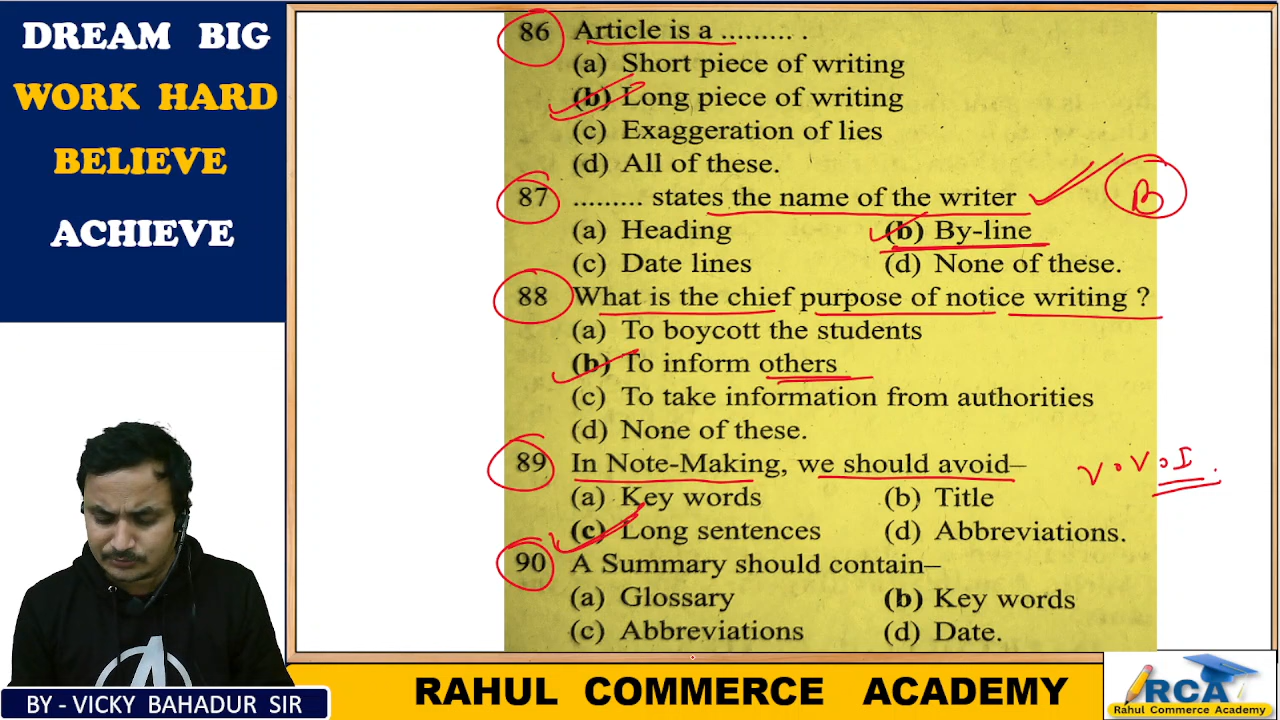 DREAM BIG
WORK HARD
BELIEVE
ACHIEVE
86 Article is a ......... .
(a) Short piece of writing
(b) Long piece of writing
(c) Exaggeration of lies
(d) All of these.
87 ......... states the name of the writer
B
(a) Heading (b) By-line
(c) Date lines (d) None of these.
88 What is the chief purpose of notice writing ?
(a) To boycott the students
(b) To inform others
(c) To take information from authorities
(d) None of these.
89 In Note-Making, we should avoid–
V.V.I.
(a) Key words (b) Title
(c) Long sentences (d) Abbreviations.
90 A Summary should contain–
(a) Glossary (b) Key words
(c) Abbreviations (d) Date.
BY - VICKY BAHADUR SIR
RAHUL COMMERCE ACADEMY
RCA
Rahul Commerce Academy